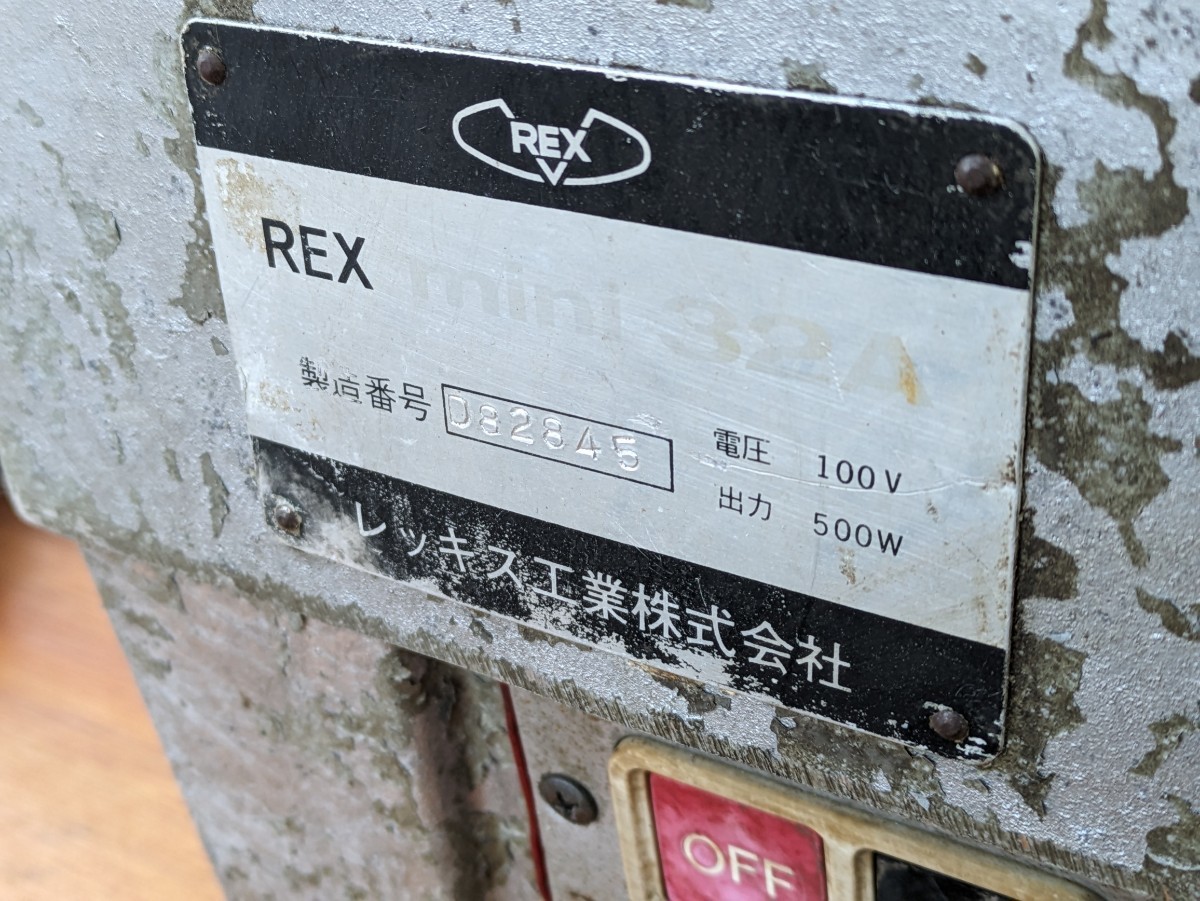 REX
REX mini 32A
製造番号 D82845
電圧 100V
出力 500W
レッキス工業株式会社
OFF